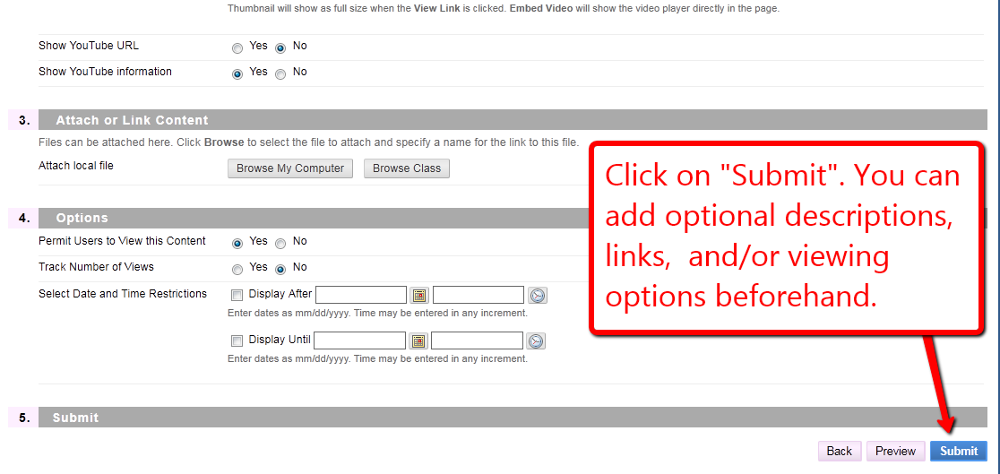 Thumbnail will show as full size when the View Link is clicked. Embed Video will show the video player directly in the page.
Show YouTube URL Yes No
Show YouTube information Yes No
3. Attach or Link Content
Files can be attached here. Click Browse to select the file to attach and specify a name for the link to this file.
Attach local file Browse My Computer Browse Class
Click on "Submit". You can
add optional descriptions,
links, and/or viewing
options beforehand.
4. Options
Permit Users to View this Content Yes No
Track Number of Views Yes No
Select Date and Time Restrictions Display After
Enter dates as mm/dd/yyyy. Time may be entered in any increment.
Display Until
Enter dates as mm/dd/yyyy. Time may be entered in any increment.
5. Submit
Back Preview Submit